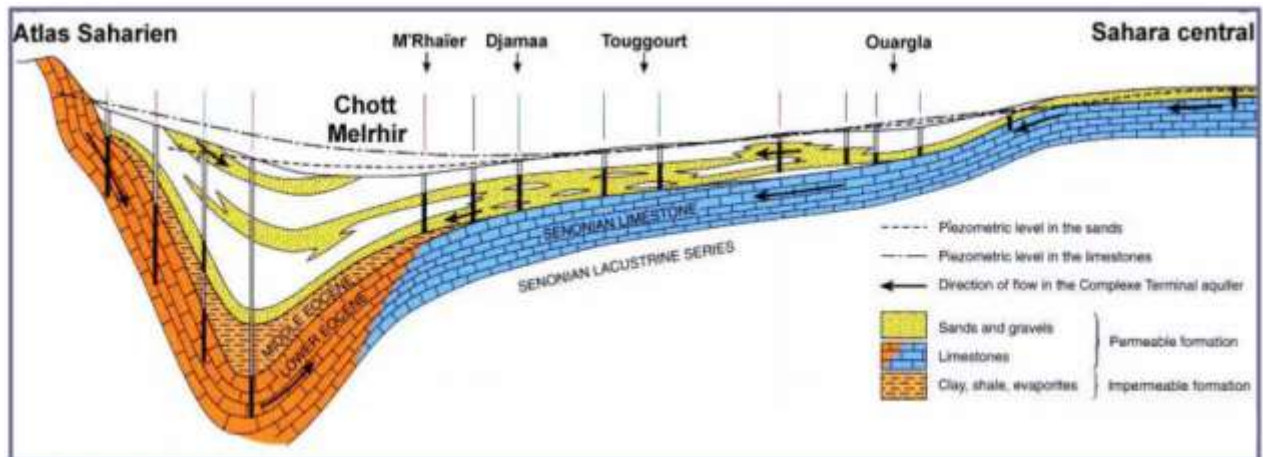 Atlas Saharien
M'Rhaïer
Djamaa
Touggourt
Ouargla
Sahara central
Chott
Melrhir
SENONIAN LIMESTONE
SENONIAN LACUSTRINE SERIES
MIDDLE EOCENE
LOWER EOCENE
Piezometric level in the sands
Piezometric level in the limestones
Direction of flow in the Complexe Terminal aquifer
Sands and gravels
Limestones
Permeable formation
Clay, shale, evaporites
Impermeable formation